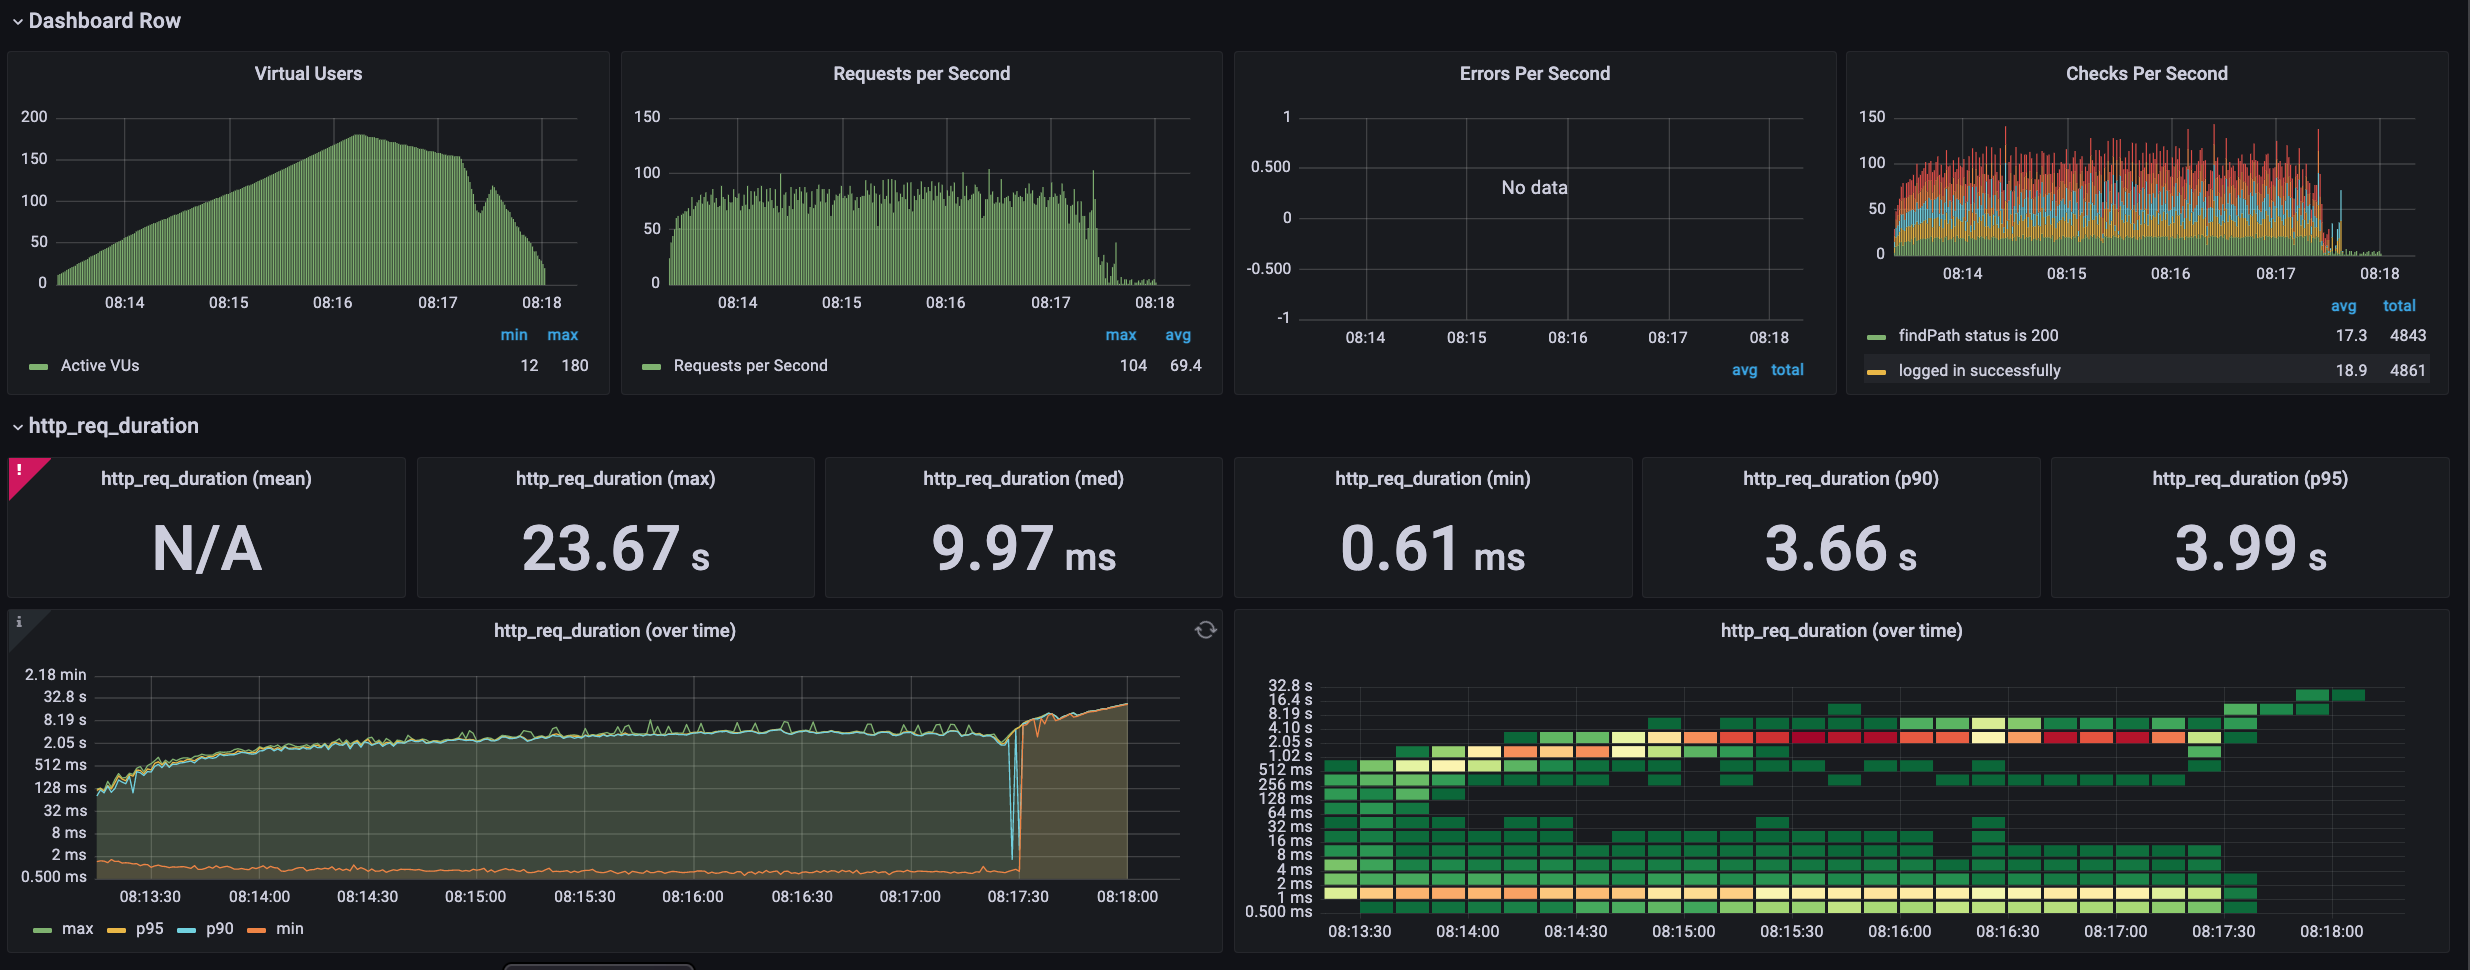 Dashboard Row
Virtual Users
200
150
100
50
0
08:14 08:15 08:16 08:17 08:18
min max
Active VUs 12 180
Requests per Second
150
100
50
0
08:14 08:15 08:16 08:17 08:18
max avg
Requests per Second 104 69.4
Errors Per Second
1
0.500
0
-0.500
-1
No data
08:14 08:15 08:16 08:17 08:18
avg total
Checks Per Second
150
100
50
0
08:14 08:15 08:16 08:17 08:18
avg total
findPath status is 200 17.3 4843
logged in successfully 18.9 4861
http_req_duration
!
http_req_duration (mean)
N/A
http_req_duration (max)
23.67 s
http_req_duration (med)
9.97 ms
http_req_duration (min)
0.61 ms
http_req_duration (p90)
3.66 s
http_req_duration (p95)
3.99 s
i
http_req_duration (over time)
2.18 min
32.8 s
8.19 s
2.05 s
512 ms
128 ms
32 ms
8 ms
2 ms
0.500 ms
08:13:30 08:14:00 08:14:30 08:15:00 08:15:30 08:16:00 08:16:30 08:17:00 08:17:30 08:18:00
max p95 p90 min
http_req_duration (over time)
32.8 s
16.4 s
8.19 s
4.10 s
2.05 s
1.02 s
512 ms
256 ms
128 ms
64 ms
32 ms
16 ms
8 ms
4 ms
2 ms
1 ms
0.500 ms
08:13:30 08:14:00 08:14:30 08:15:00 08:15:30 08:16:00 08:16:30 08:17:00 08:17:30 08:18:00